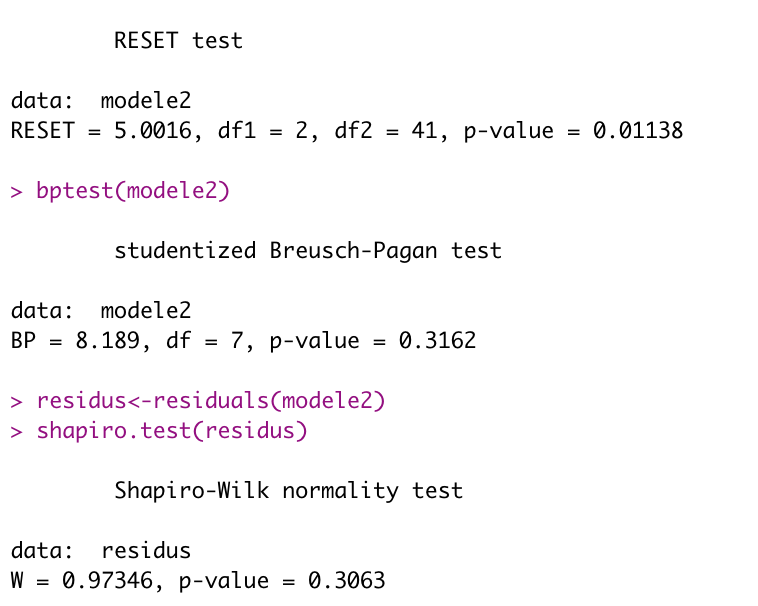 RESET test
data:  modele2
RESET = 5.0016, df1 = 2, df2 = 41, p-value = 0.01138
> bptest(modele2)
studentized Breusch-Pagan test
data:  modele2
BP = 8.189, df = 7, p-value = 0.3162
> residus<-residuals(modele2)
> shapiro.test(residus)
Shapiro-Wilk normality test
data:  residus
W = 0.97346, p-value = 0.3063